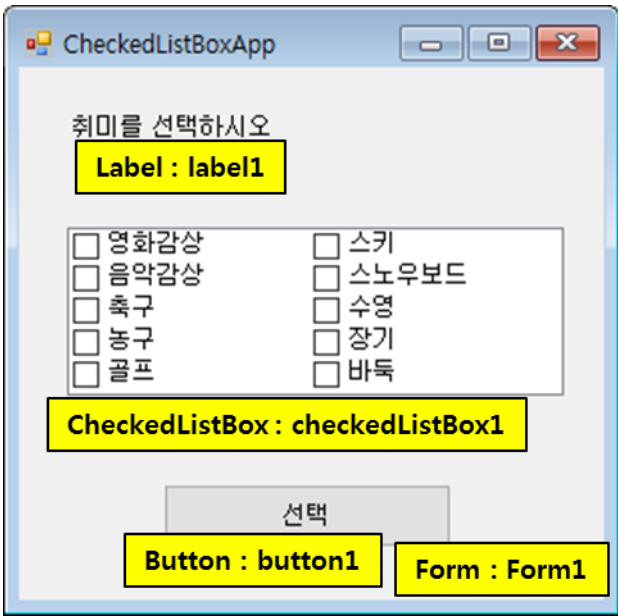 CheckedListBoxApp
취미를 선택하시오
Label : label1
영화감상
음악감상
축구
농구
골프
스키
스노우보드
수영
장기
바둑
CheckedListBox : checkedListBox1
선택
Button : button1
Form : Form1